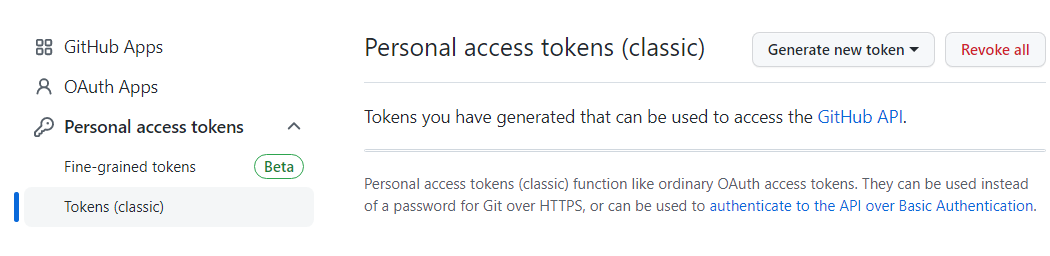 GitHub Apps
OAuth Apps
Personal access tokens
Fine-grained tokens Beta
Tokens (classic)
Personal access tokens (classic) Generate new token Revoke all
Tokens you have generated that can be used to access the GitHub API.
Personal access tokens (classic) function like ordinary OAuth access tokens. They can be used instead
of a password for Git over HTTPS, or can be used to authenticate to the API over Basic Authentication.